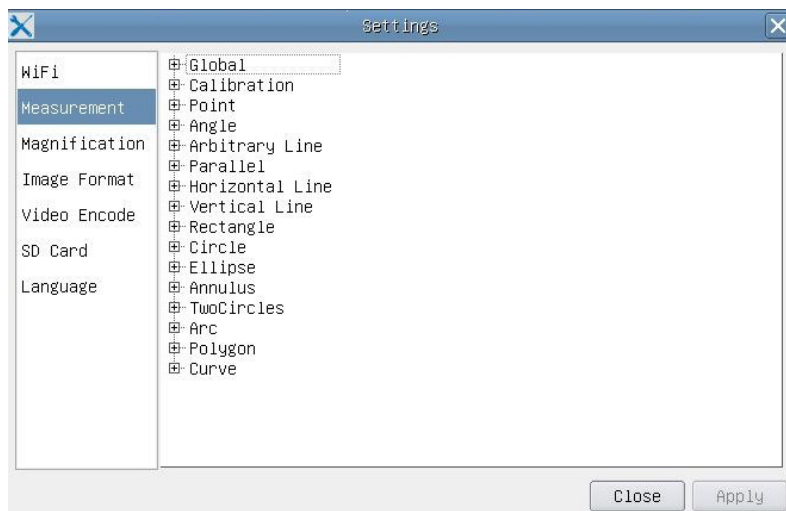 Settings
WiFi
Measurement
Magnification
Image Format
Video Encode
SD Card
Language
Global
Calibration
Point
Angle
Arbitrary Line
Parallel
Horizontal Line
Vertical Line
Rectangle
Circle
Ellipse
Annulus
TwoCircles
Arc
Polygon
Curve
Close
Apply